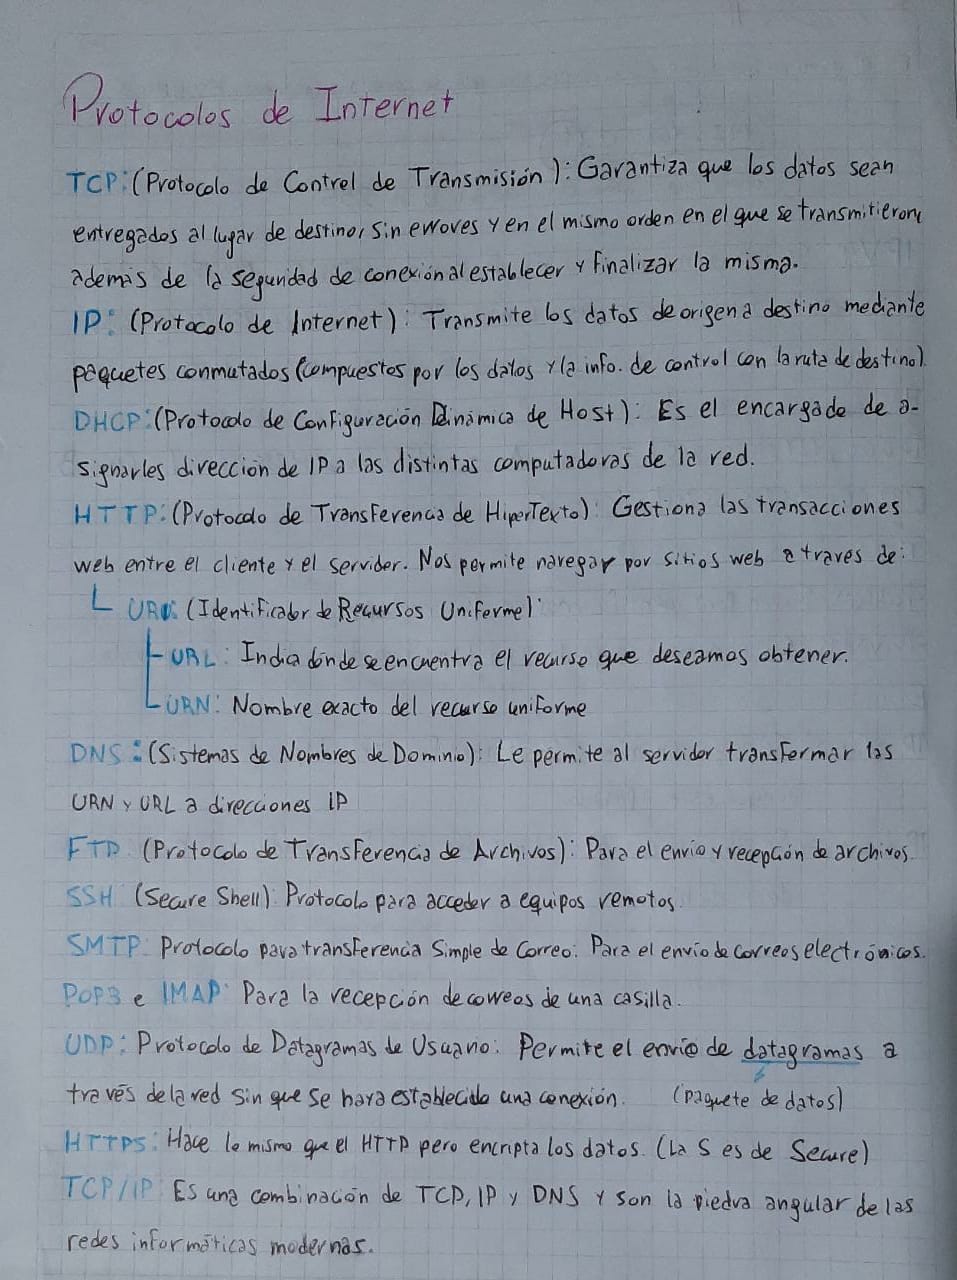 Protocolos de Internet
TCP: (Protocolo de Control de Transmisión): Garantiza que los datos sean
entregados al lugar de destino, sin errores y en el mismo orden en el que se transmitieron,
además de la seguridad de conexión al establecer y finalizar la misma.
IP: (Protocolo de Internet): Transmite los datos de origen a destino mediante
paquetes conmutados (compuestos por los datos y la info. de control con la ruta de destino).
DHCP: (Protocolo de Configuración Dinámica de Host): Es el encargado de a-
signarles dirección de IP a las distintas computadoras de la red.
HTTP: (Protocolo de Transferencia de HiperTexto): Gestiona las transacciones
web entre el cliente y el servidor. Nos permite navegar por sitios web a través de:
URI: (Identificador de Recursos Uniforme):
URL: Indica dónde se encuentra el recurso que deseamos obtener.
URN: Nombre exacto del recurso uniforme
DNS: (Sistemas de Nombres de Dominio): Le permite al servidor transformar las
URN y URL a direcciones IP
FTP (Protocolo de Transferencia de Archivos): Para el envío y recepción de archivos.
SSH (Secure Shell): Protocolo para acceder a equipos remotos
SMTP: Protocolo para transferencia Simple de Correo: Para el envío de correos electrónicos.
POP3 e IMAP: Para la recepción de correos de una casilla.
UDP: Protocolo de Datagramas de Usuario: Permite el envío de datagramas a
través de la red sin que se haya establecido una conexión. (paquete de datos)
HTTPS: Hace lo mismo que el HTTP pero encripta los datos. (La S es de Secure)
TCP/IP: Es una combinación de TCP, IP y DNS y son la piedra angular de las
redes informáticas modernas.